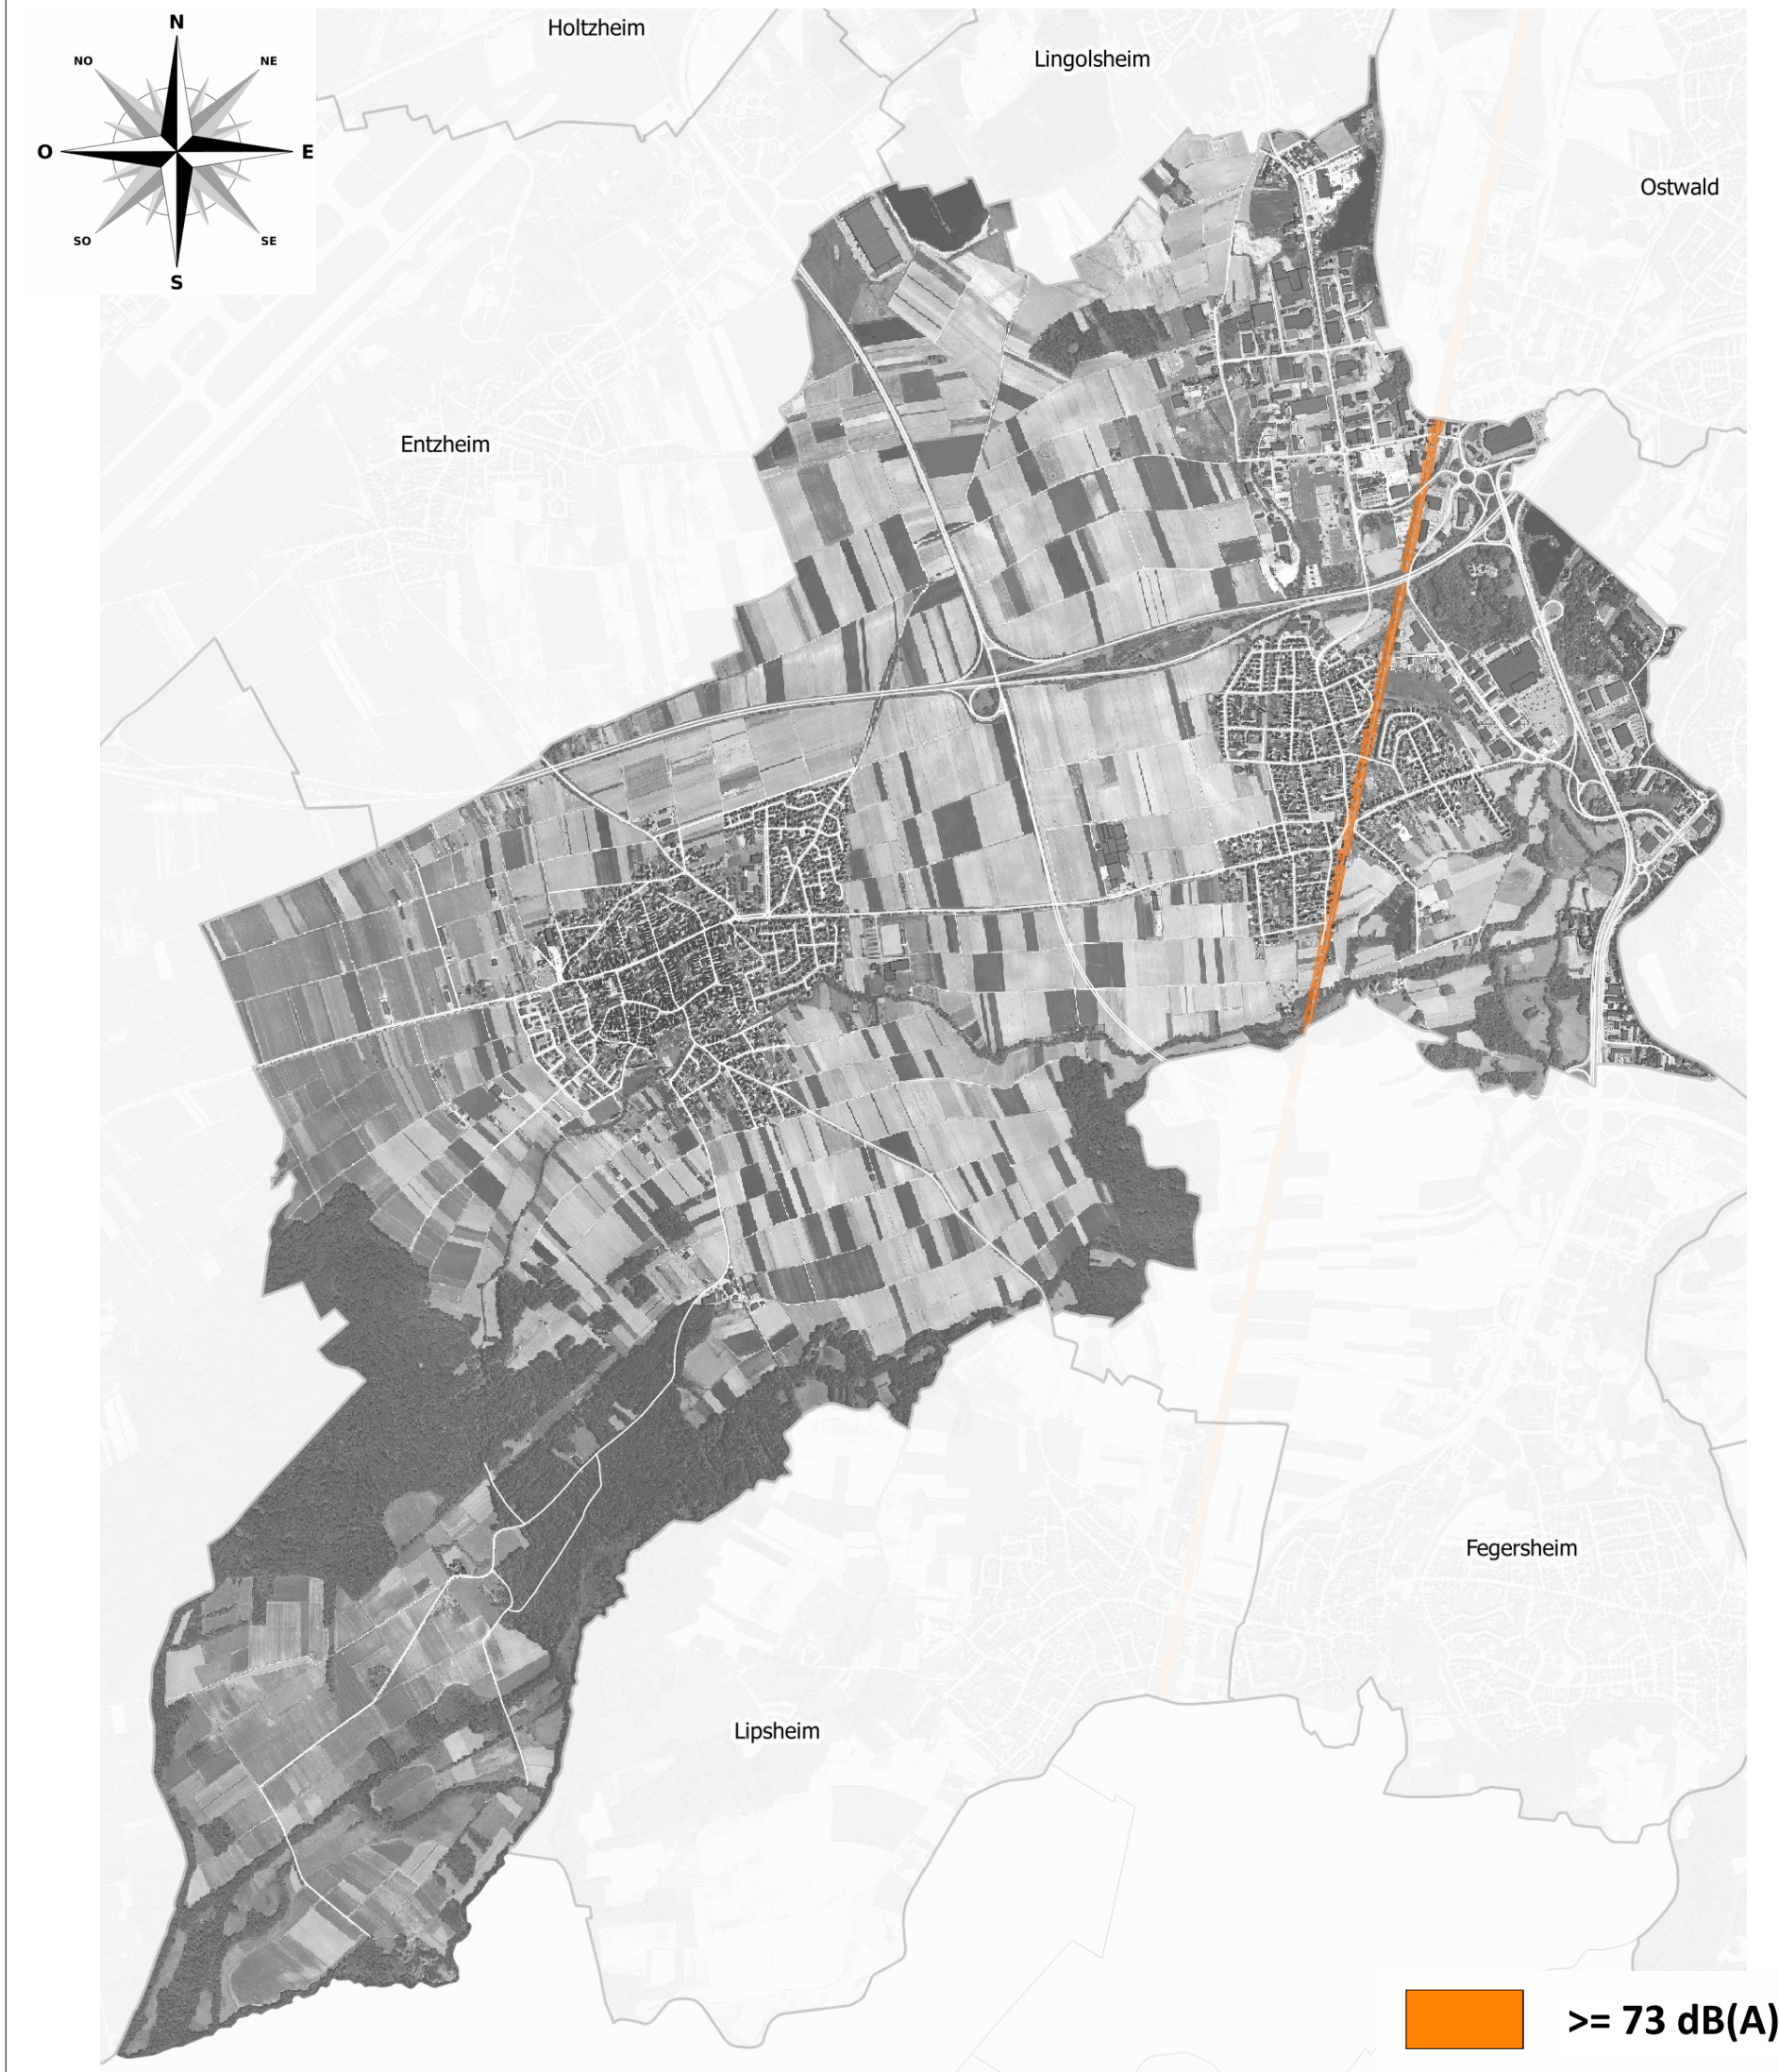 N
NO
NE
O
E
SO
SE
S
Holtzheim
Lingolsheim
Ostwald
Entzheim
Fegersheim
Lipsheim
>= 73 dB(A)